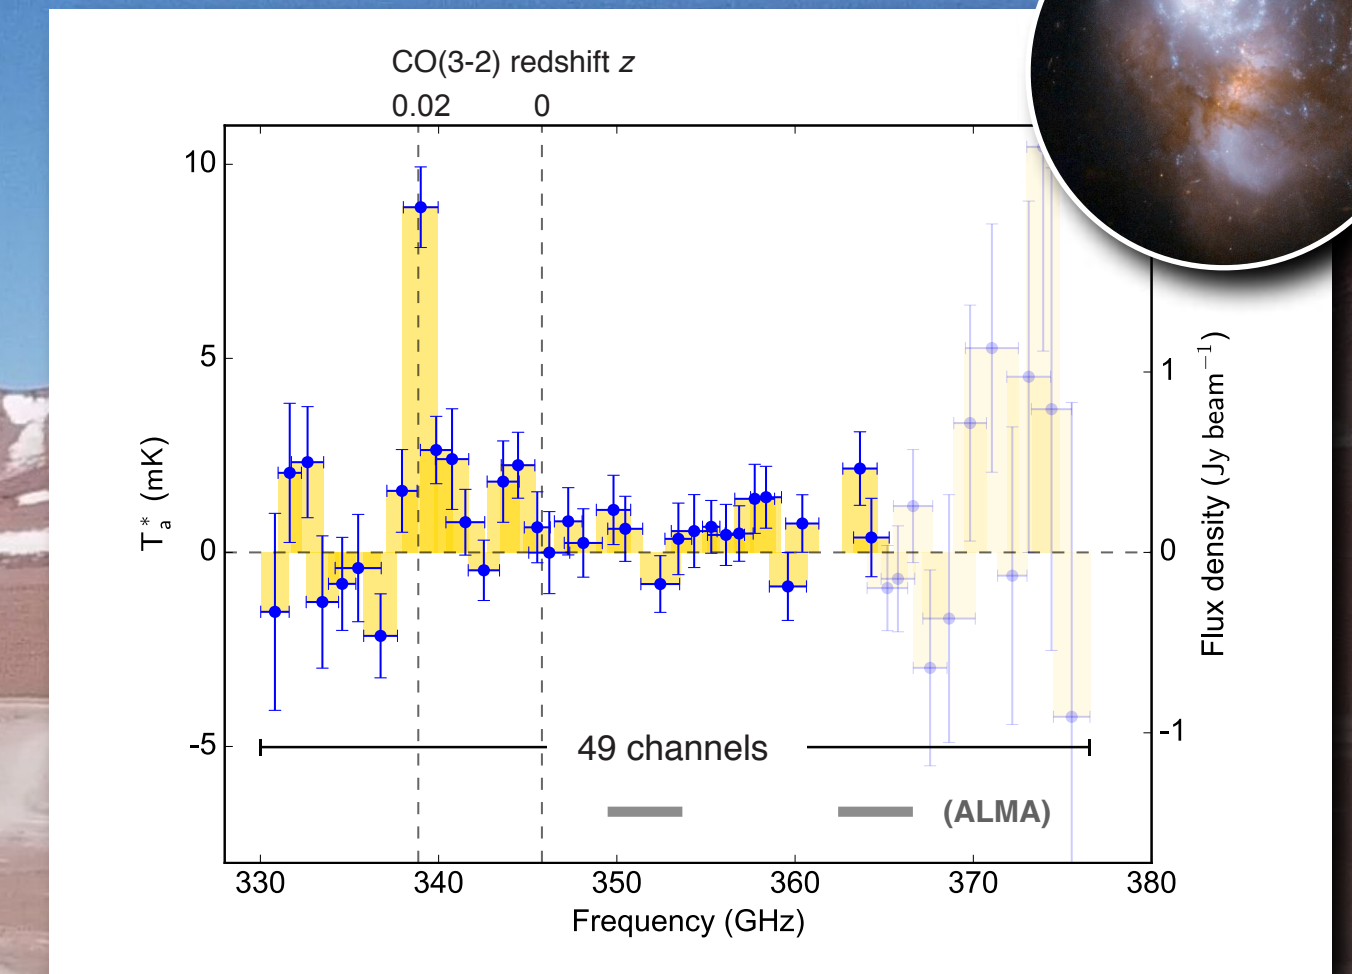 CO(3-2) redshift z
0.02 0
10
5
0
-5
T*a (mK)
1
0
-1
Flux density (Jy beam−1)
49 channels
(ALMA)
330 340 350 360 370 380
Frequency (GHz)